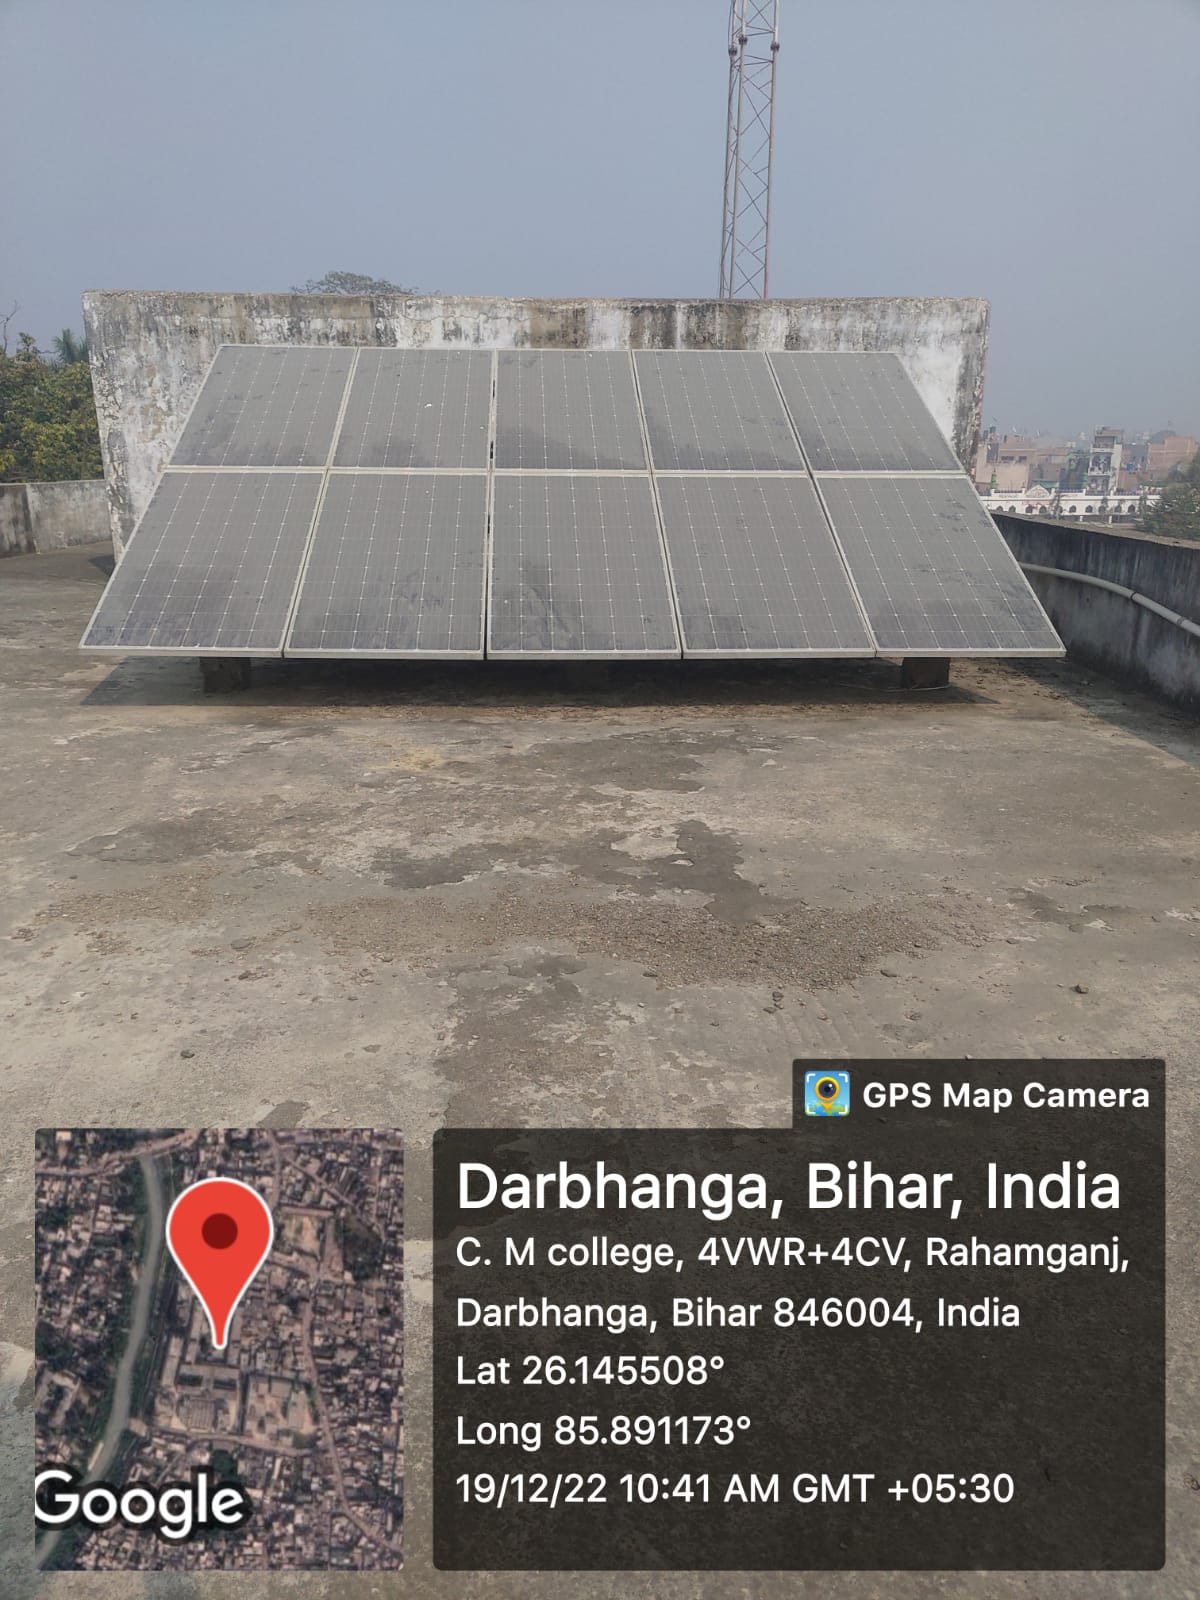 GPS Map Camera
Darbhanga, Bihar, India
C. M college, 4VWR+4CV, Rahamganj,
Darbhanga, Bihar 846004, India
Lat 26.145508°
Long 85.891173°
19/12/22 10:41 AM GMT +05:30
Google